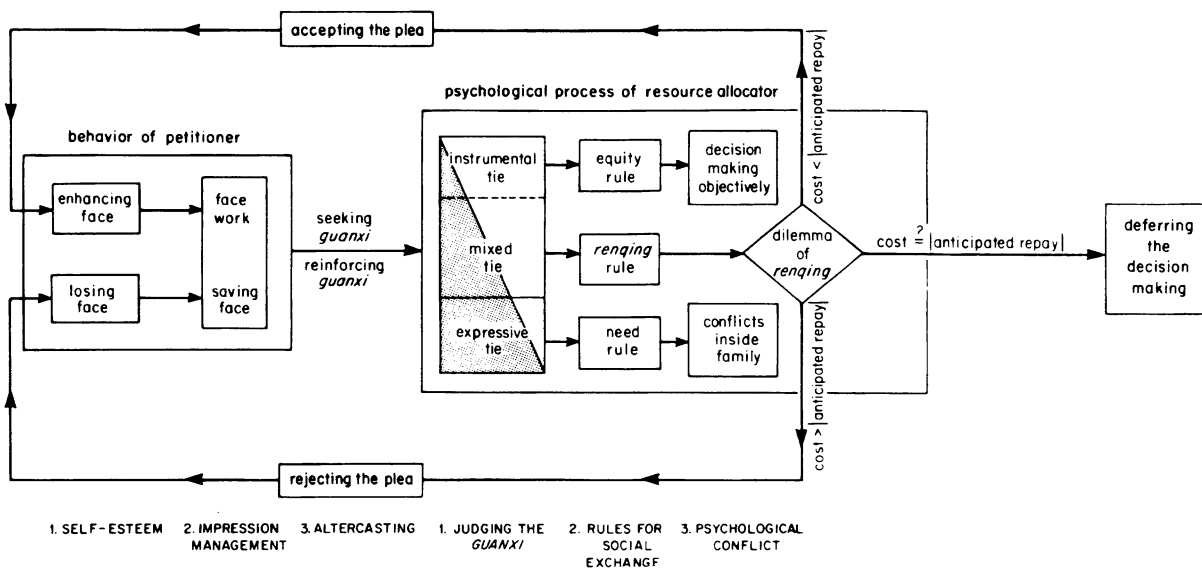 accepting the plea
psychological process of resource allocator
behavior of petitioner
enhancing
face
face
work
losing
face
saving
face
seeking
guanxi
reinforcing
guanxi
instrumental
tie
mixed
tie
expressive
tie
equity
rule
renqing
rule
need
rule
decision
making
objectively
dilemma
of
renqing
conflicts
inside
family
cost < |anticipated repay|
cost ?= |anticipated repay|
cost > |anticipated repay|
deferring
the
decision
making
rejecting the plea
1. SELF-ESTEEM
2. IMPRESSION
MANAGEMENT
3. ALTERCASTING
1. JUDGING THE
GUANXI
2. RULES FOR
SOCIAL
EXCHANGE
3. PSYCHOLOGICAL
CONFLICT